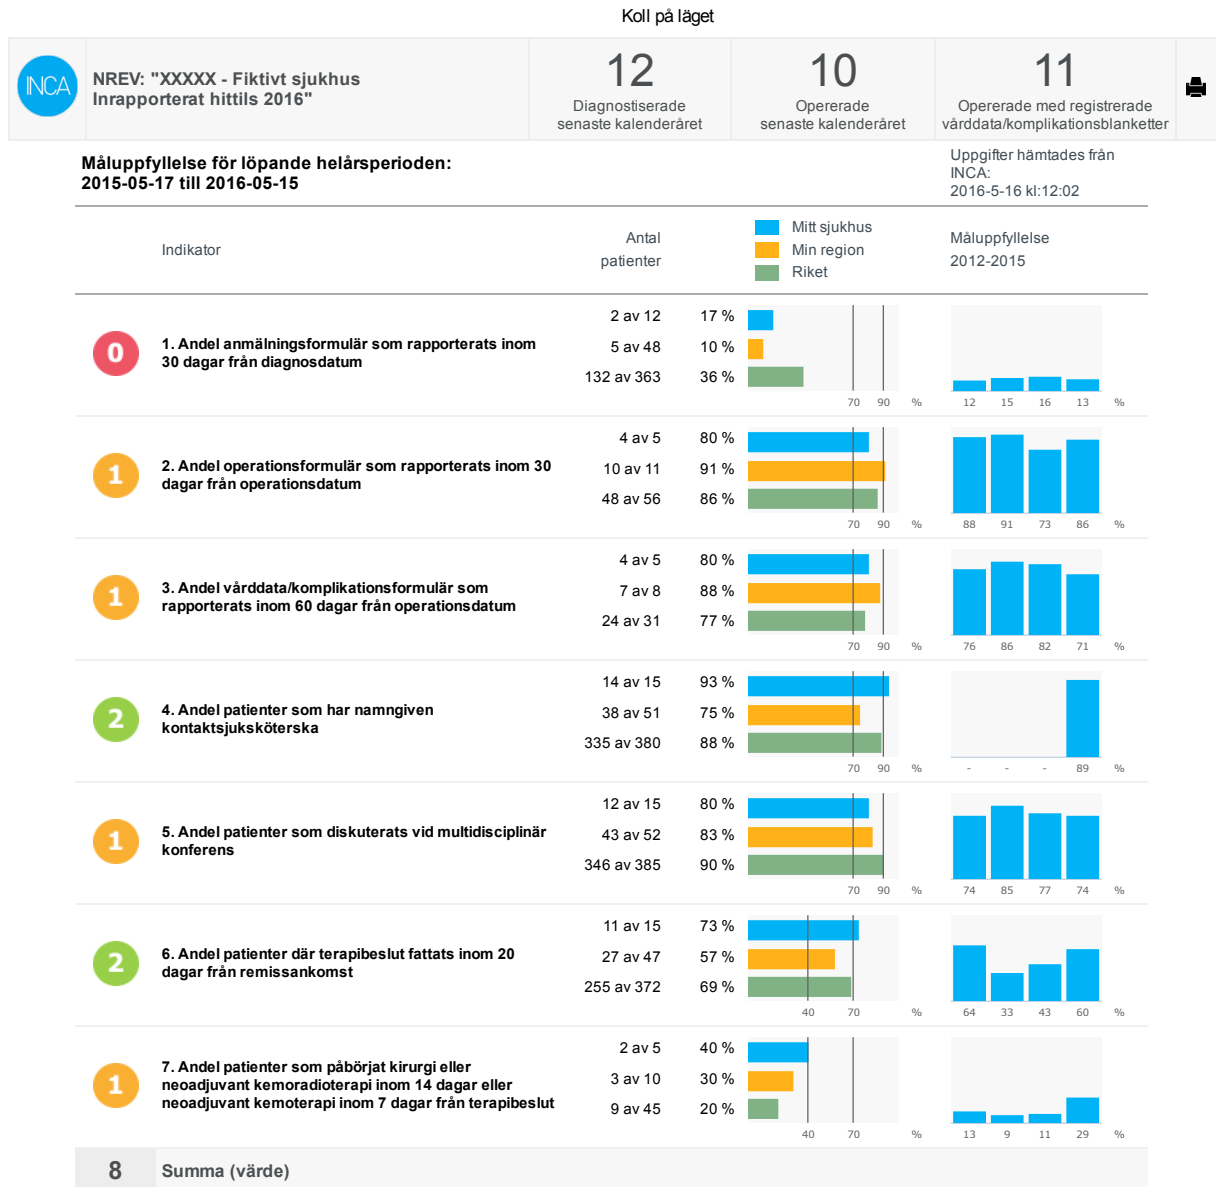 Koll på läget
INCA
NREV: "XXXXX - Fiktivt sjukhus
Inrapporterat hittils 2016"
12
Diagnostiserade
senaste kalenderåret
10
Opererade
senaste kalenderåret
11
Opererade med registrerade
vårddata/komplikationsblanketter
Måluppfyllelse för löpande helårsperioden:
2015-05-17 till 2016-05-15
Uppgifter hämtades från
INCA:
2016-5-16 kl:12:02
Indikator
Antal
patienter
Mitt sjukhus
Min region
Riket
Måluppfyllelse
2012-2015
0
1. Andel anmälningsformulär som rapporterats inom
30 dagar från diagnosdatum
2 av 12 17 %
5 av 48 10 %
132 av 363 36 %
70 90 %
12 15 16 13 %
1
2. Andel operationsformulär som rapporterats inom 30
dagar från operationsdatum
4 av 5 80 %
10 av 11 91 %
48 av 56 86 %
70 90 %
88 91 73 86 %
1
3. Andel vårddata/komplikationsformulär som
rapporterats inom 60 dagar från operationsdatum
4 av 5 80 %
7 av 8 88 %
24 av 31 77 %
70 90 %
76 86 82 71 %
2
4. Andel patienter som har namngiven
kontaktsjuksköterska
14 av 15 93 %
38 av 51 75 %
335 av 380 88 %
70 90 %
- - - 89 %
1
5. Andel patienter som diskuterats vid multidisciplinär
konferens
12 av 15 80 %
43 av 52 83 %
346 av 385 90 %
70 90 %
74 85 77 74 %
2
6. Andel patienter där terapibeslut fattats inom 20
dagar från remissankomst
11 av 15 73 %
27 av 47 57 %
255 av 372 69 %
40 70 %
64 33 43 60 %
1
7. Andel patienter som påbörjat kirurgi eller
neoadjuvant kemoradioterapi inom 14 dagar eller
neoadjuvant kemoterapi inom 7 dagar från terapibeslut
2 av 5 40 %
3 av 10 30 %
9 av 45 20 %
40 70 %
13 9 11 29 %
8 Summa (värde)